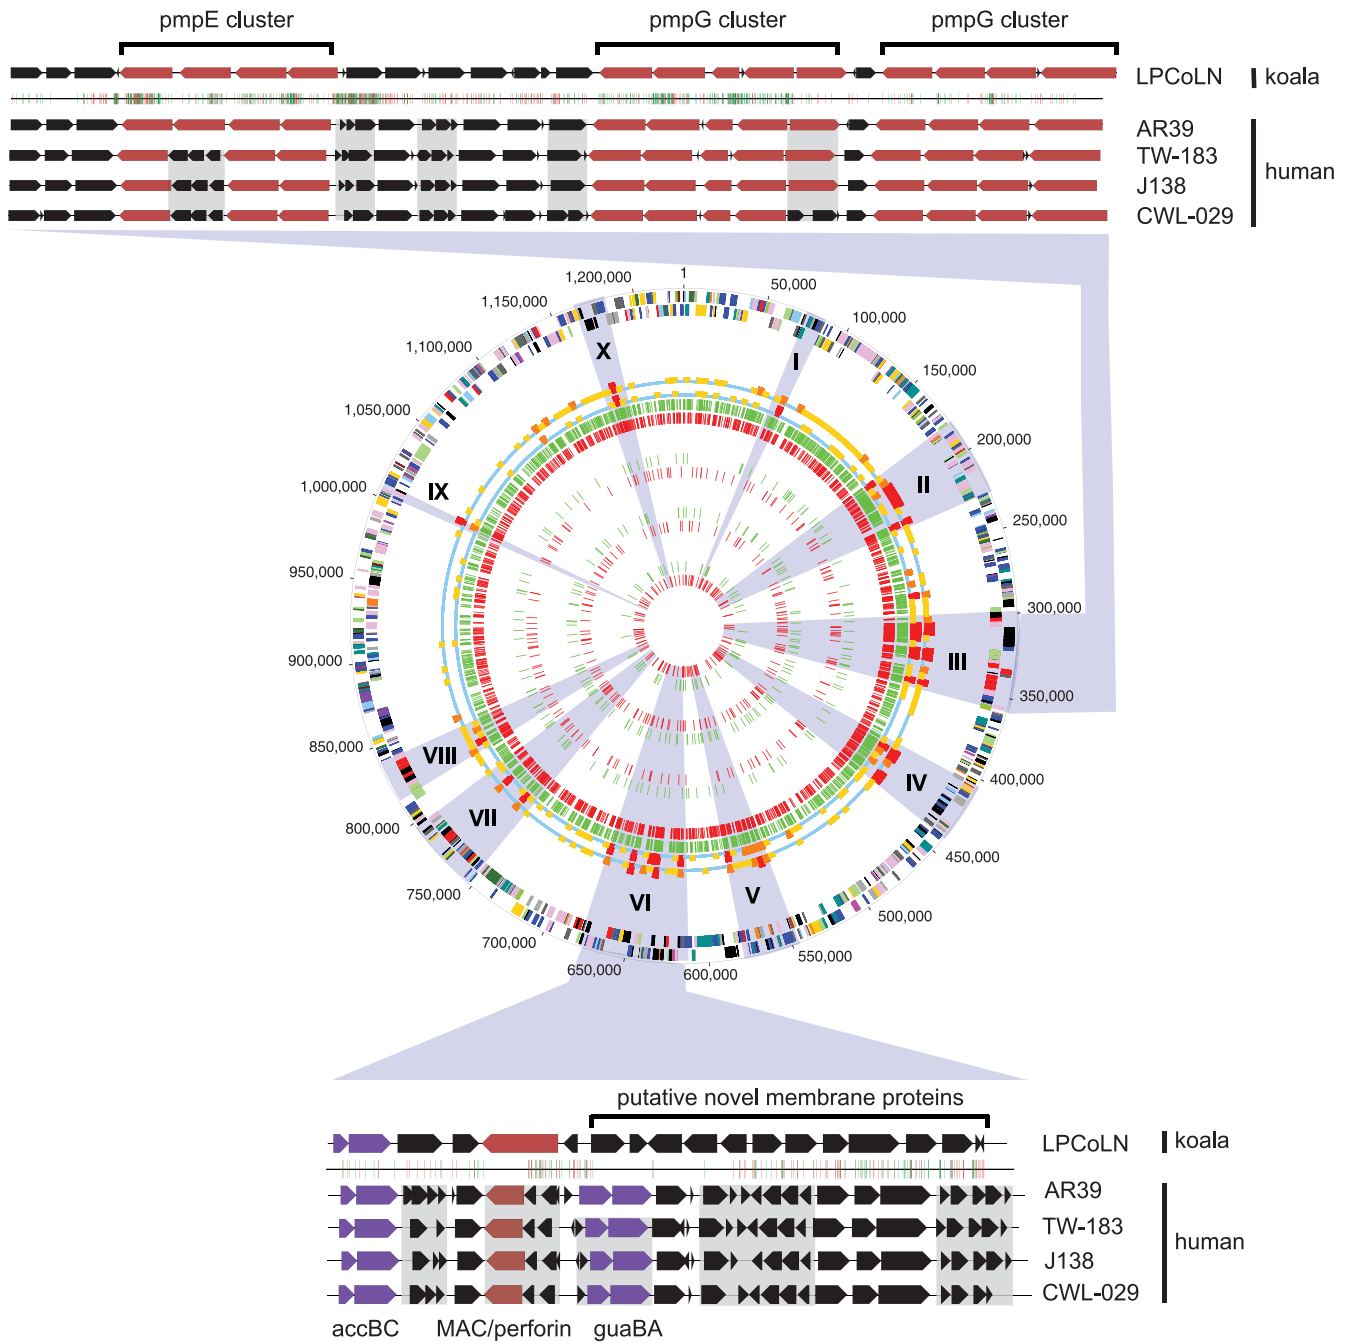 pmpE cluster
pmpG cluster
pmpG cluster
LPCoLN
koala
AR39
TW-183
J138
CWL-029
human
1
50,000
100,000
150,000
200,000
250,000
300,000
350,000
400,000
450,000
500,000
550,000
600,000
650,000
700,000
750,000
800,000
850,000
900,000
950,000
1,000,000
1,050,000
1,100,000
1,150,000
1,200,000
I
II
III
IV
V
VI
VII
VIII
IX
X
putative novel membrane proteins
LPCoLN
koala
AR39
TW-183
J138
CWL-029
human
accBC
MAC/perforin
guaBA